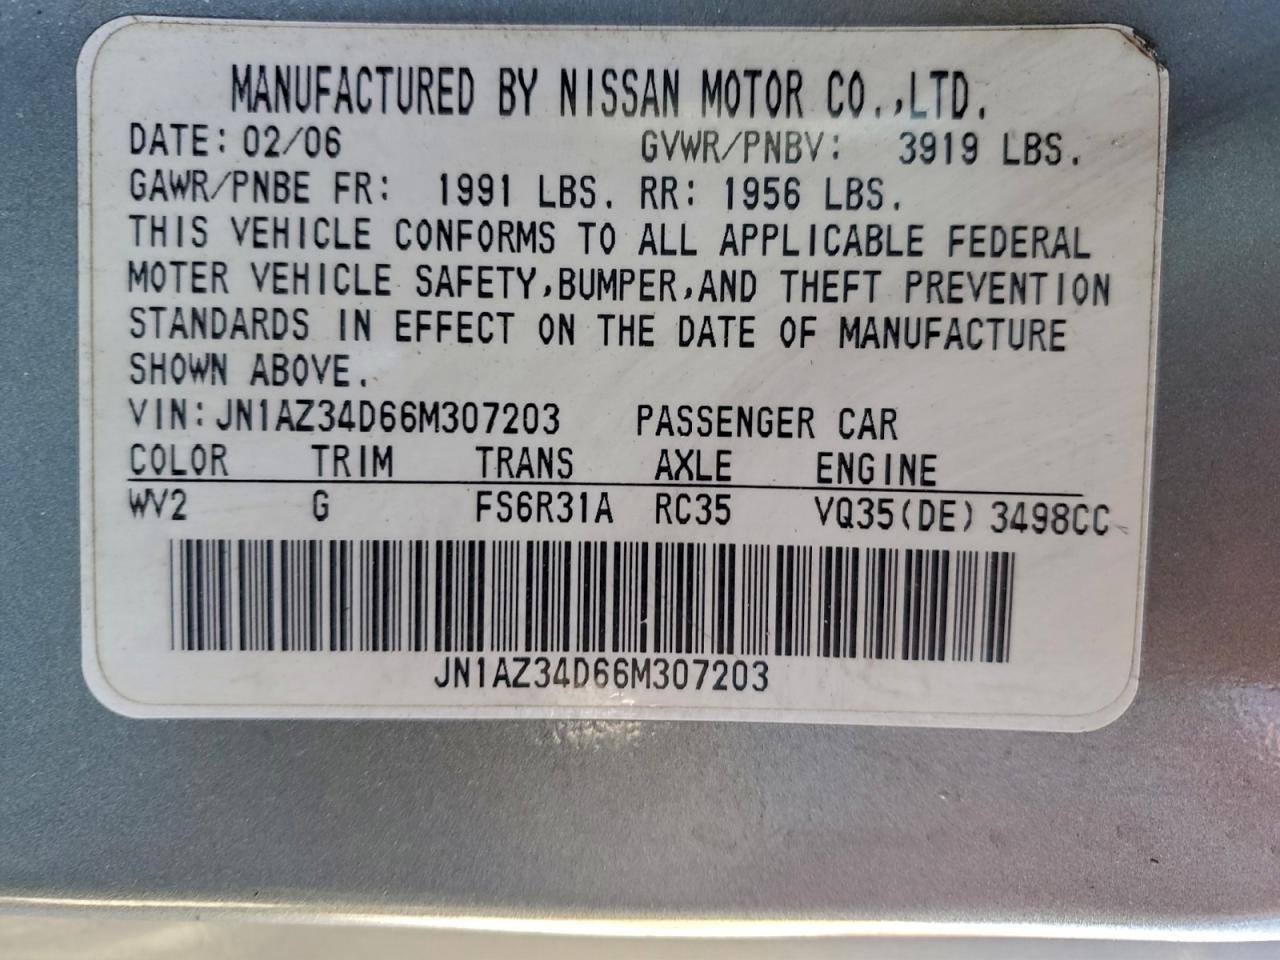 MANUFACTURED BY NISSAN MOTOR CO.,LTD.
DATE: 02/06 GVWR/PNBV: 3919 LBS.
GAWR/PNBE FR: 1991 LBS. RR: 1956 LBS.
THIS VEHICLE CONFORMS TO ALL APPLICABLE FEDERAL
MOTER VEHICLE SAFETY,BUMPER,AND THEFT PREVENTION
STANDARDS IN EFFECT ON THE DATE OF MANUFACTURE
SHOWN ABOVE.
VIN:JN1AZ34D66M307203 PASSENGER CAR
COLOR TRIM TRANS AXLE ENGINE
WV2 G FS6R31A RC35 VQ35(DE) 3498CC
JN1AZ34D66M307203